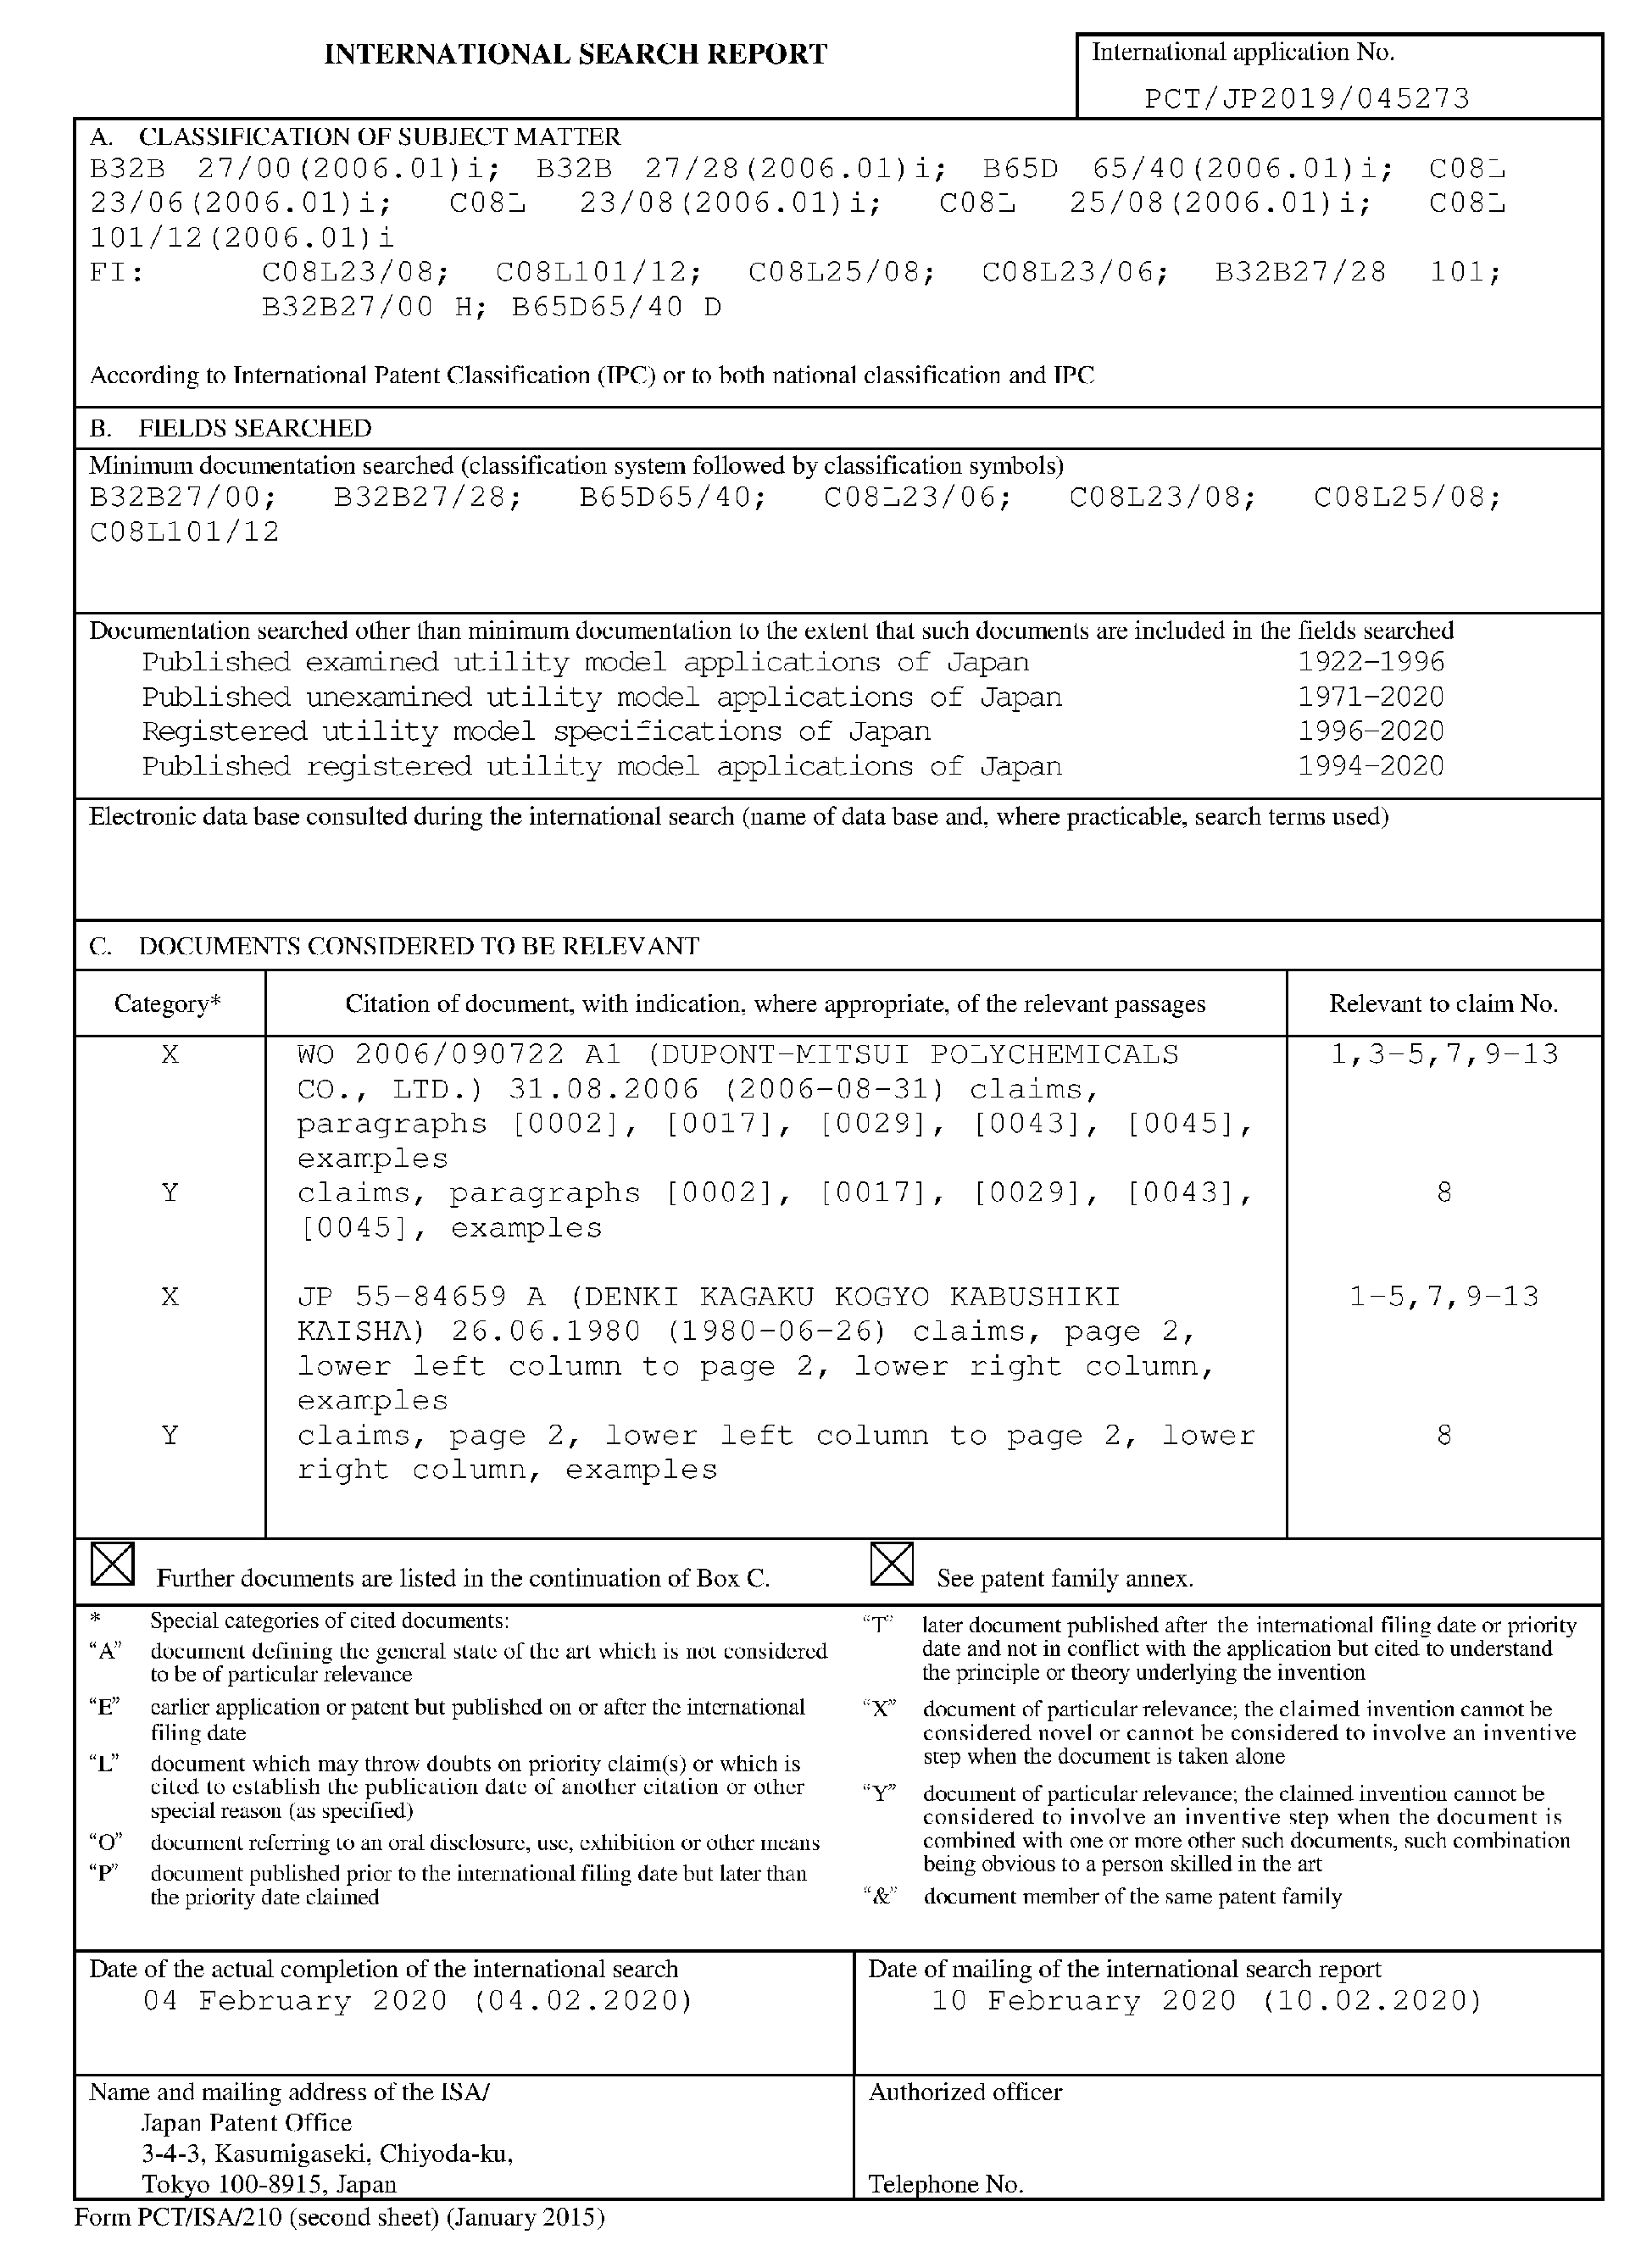 INTERNATIONAL SEARCH REPORT
International application No.
PCT/JP2019/045273
A. CLASSIFICATION OF SUBJECT MATTER
B32B 27/00(2006.01)i; B32B 27/28(2006.01)i; B65D 65/40(2006.01)i; C08L
23/06(2006.01)i; C08L 23/08(2006.01)i; C08L 25/08(2006.01)i; C08L
101/12(2006.01)i
FI: C08L23/08; C08L101/12; C08L25/08; C08L23/06; B32B27/28 101;
B32B27/00 H; B65D65/40 D
According to International Patent Classification (IPC) or to both national classification and IPC
B. FIELDS SEARCHED
Minimum documentation searched (classification system followed by classification symbols)
B32B27/00; B32B27/28; B65D65/40; C08L23/06; C08L23/08; C08L25/08;
C08L101/12
Documentation searched other than minimum documentation to the extent that such documents are included in the fields searched
Published examined utility model applications of Japan 1922-1996
Published unexamined utility model applications of Japan 1971-2020
Registered utility model specifications of Japan 1996-2020
Published registered utility model applications of Japan 1994-2020
Electronic data base consulted during the international search (name of data base and, where practicable, search terms used)
C. DOCUMENTS CONSIDERED TO BE RELEVANT
Category* Citation of document, with indication, where appropriate, of the relevant passages Relevant to claim No.
X WO 2006/090722 A1 (DUPONT-MITSUI POLYCHEMICALS 1,3-5,7,9-13
CO., LTD.) 31.08.2006 (2006-08-31) claims,
paragraphs [0002], [0017], [0029], [0043], [0045],
examples
Y claims, paragraphs [0002], [0017], [0029], [0043], 8
[0045], examples
X JP 55-84659 A (DENKI KAGAKU KOGYO KABUSHIKI 1-5,7,9-13
KAISHA) 26.06.1980 (1980-06-26) claims, page 2,
lower left column to page 2, lower right column,
examples
Y claims, page 2, lower left column to page 2, lower 8
right column, examples
Further documents are listed in the continuation of Box C.
See patent family annex.
* Special categories of cited documents:
"A" document defining the general state of the art which is not considered
to be of particular relevance
"E" earlier application or patent but published on or after the international
filing date
"L" document which may throw doubts on priority claim(s) or which is
cited to establish the publication date of another citation or other
special reason (as specified)
"O" document referring to an oral disclosure, use, exhibition or other means
"P" document published prior to the international filing date but later than
the priority date claimed
"T" later document published after the international filing date or priority
date and not in conflict with the application but cited to understand
the principle or theory underlying the invention
"X" document of particular relevance; the claimed invention cannot be
considered novel or cannot be considered to involve an inventive
step when the document is taken alone
"Y" document of particular relevance; the claimed invention cannot be
considered to involve an inventive step when the document is
combined with one or more other such documents, such combination
being obvious to a person skilled in the art
"&" document member of the same patent family
Date of the actual completion of the international search
04 February 2020 (04.02.2020)
Date of mailing of the international search report
10 February 2020 (10.02.2020)
Name and mailing address of the ISA/
Japan Patent Office
3-4-3, Kasumigaseki, Chiyoda-ku,
Tokyo 100-8915, Japan
Authorized officer
Telephone No.
Form PCT/ISA/210 (second sheet) (January 2015)